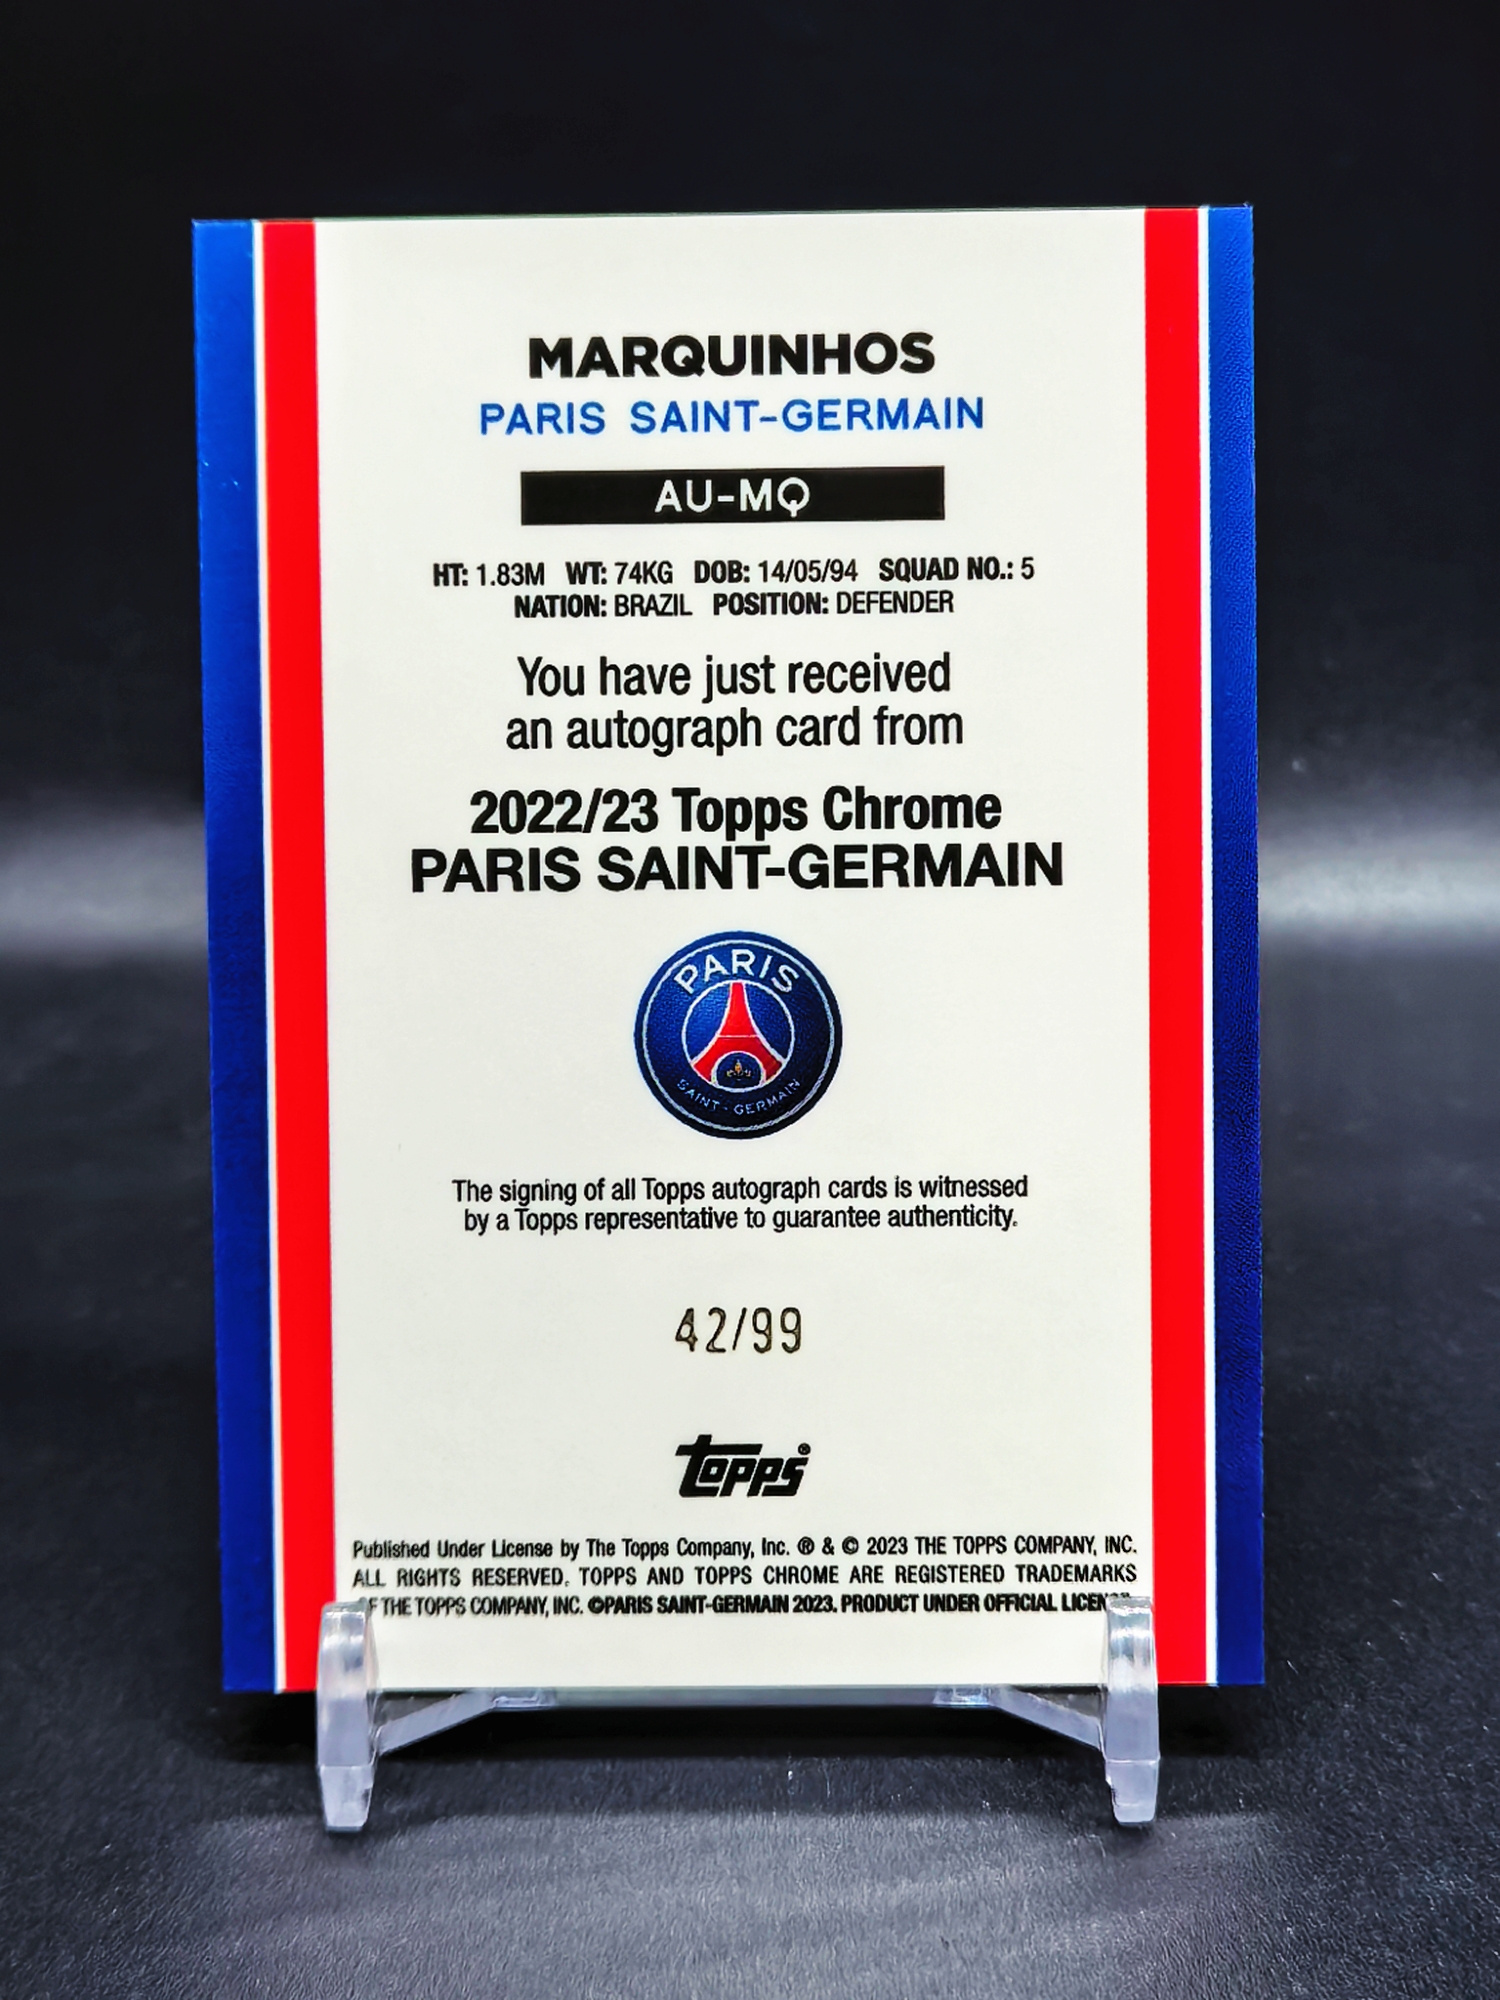 MARQUINHOS
PARIS SAINT-GERMAIN
AU-MQ
HT: 1.83M WT: 74KG DOB: 14/05/94 SQUAD NO.: 5
NATION: BRAZIL POSITION: DEFENDER
You have just received
an autograph card from
2022/23 Topps Chrome
PARIS SAINT-GERMAIN
PARIS
SAINT-GERMAIN
The signing of all Topps autograph cards is witnessed
by a Topps representative to guarantee authenticity.
42/99
topps®
Published Under License by The Topps Company, Inc. ® & © 2023 THE TOPPS COMPANY, INC.
ALL RIGHTS RESERVED. TOPPS AND TOPPS CHROME ARE REGISTERED TRADEMARKS
THE TOPPS COMPANY, INC. ©PARIS SAINT-GERMAIN 2023. PRODUCT UNDER OFFICIAL